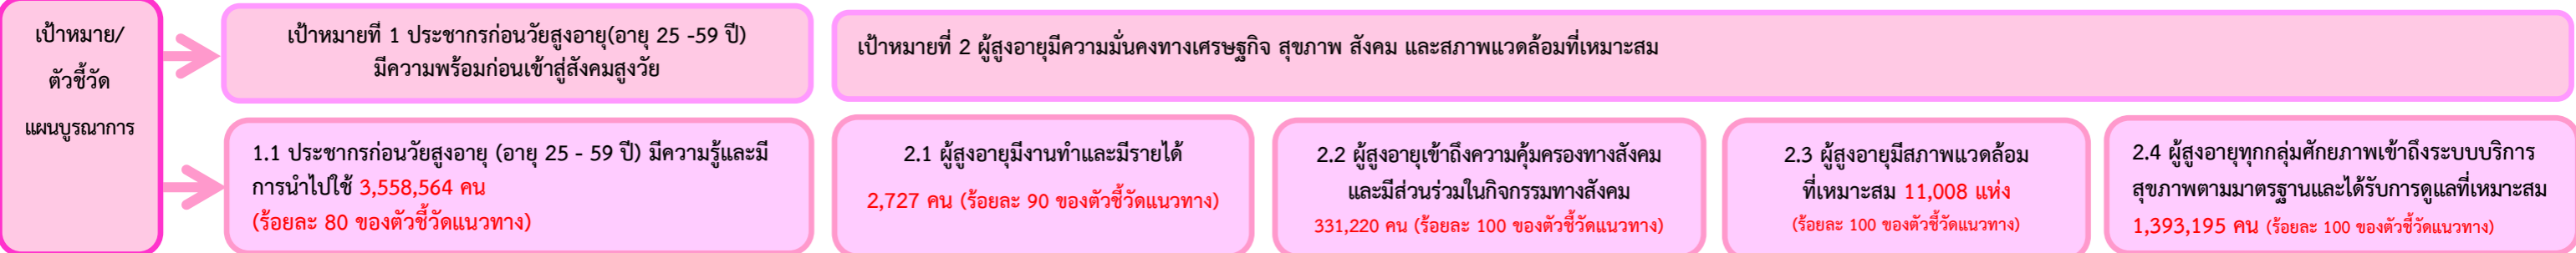 เป้าหมาย/
ตัวชี้วัด
แผนบูรณาการ
เป้าหมายที่ 1 ประชากรก่อนวัยสูงอายุ(อายุ 25 -59 ปี)
มีความพร้อมก่อนเข้าสู่สังคมสูงวัย
เป้าหมายที่ 2 ผู้สูงอายุมีความมั่นคงทางเศรษฐกิจ สุขภาพ สังคม และสภาพแวดล้อมที่เหมาะสม
1.1 ประชากรก่อนวัยสูงอายุ (อายุ 25 - 59 ปี) มีความรู้และมี
การนำไปใช้ 3,558,564 คน
(ร้อยละ 80 ของตัวชี้วัดแนวทาง)
2.1 ผู้สูงอายุมีงานทำและมีรายได้
2,727 คน (ร้อยละ 90 ของตัวชี้วัดแนวทาง)
2.2 ผู้สูงอายุเข้าถึงความคุ้มครองทางสังคม
และมีส่วนร่วมในกิจกรรมทางสังคม
331,220 คน (ร้อยละ 100 ของตัวชี้วัดแนวทาง)
2.3 ผู้สูงอายุมีสภาพแวดล้อม
ที่เหมาะสม 11,008 แห่ง
(ร้อยละ 100 ของตัวชี้วัดแนวทาง)
2.4 ผู้สูงอายุทุกกลุ่มศักยภาพเข้าถึงระบบบริการ
สุขภาพตามมาตรฐานและได้รับการดูแลที่เหมาะสม
1,393,195 คน (ร้อยละ 100 ของตัวชี้วัดแนวทาง)